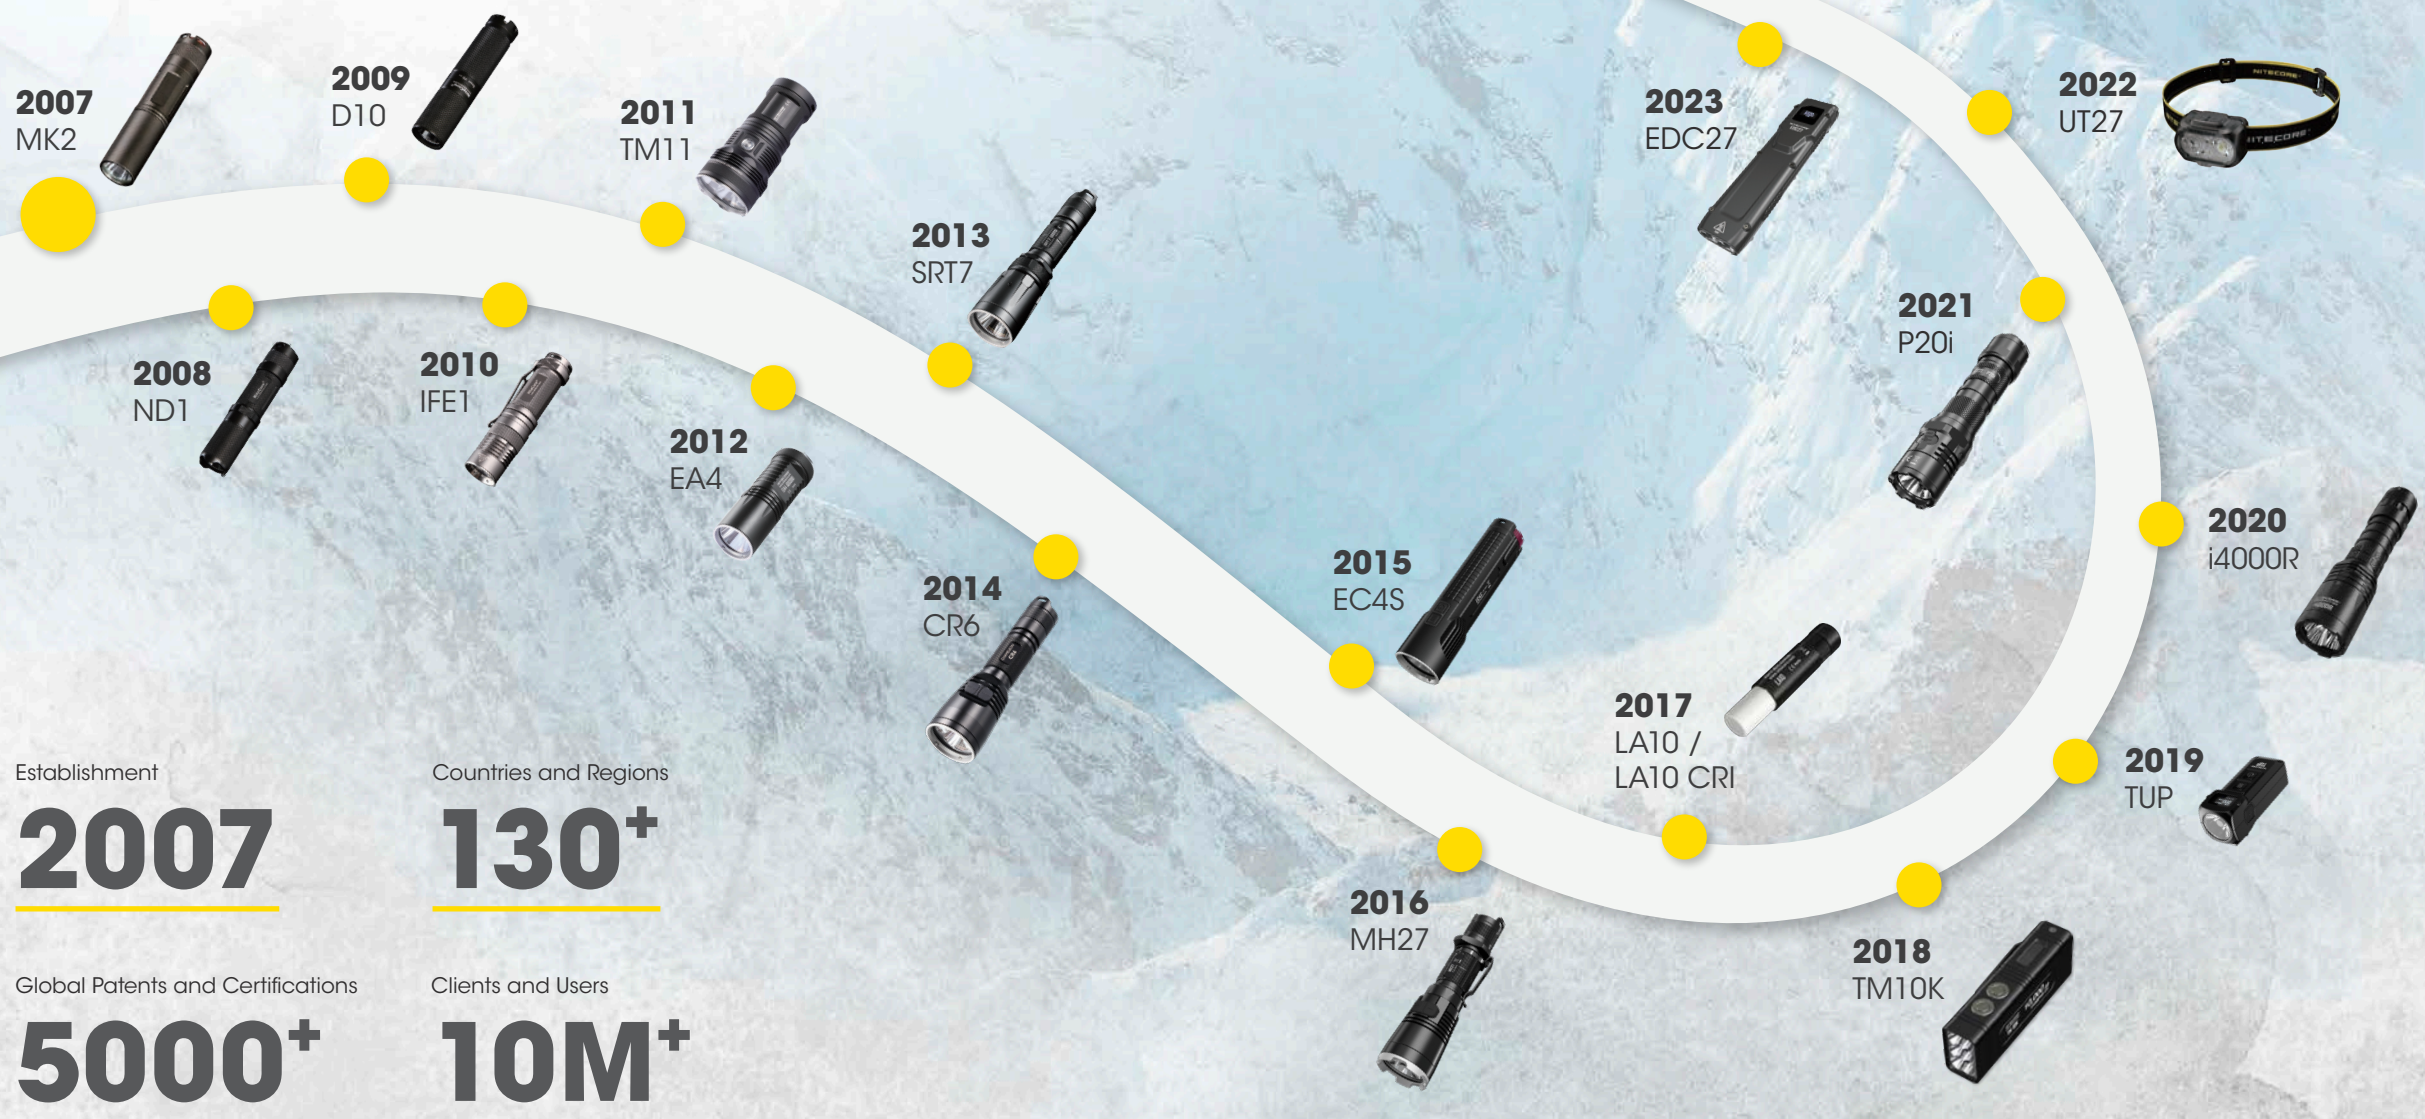 2007
MK2
2008
ND1
2009
D10
2010
IFE1
2011
TM11
2012
EA4
2013
SRT7
2014
CR6
2015
EC4S
2016
MH27
2017
LA10 /
LA10 CRI
2018
TM10K
2019
TUP
2020
i4000R
2021
P20i
2022
UT27
NITECORE
NITECORE
2023
EDC27
Establishment
2007
Countries and Regions
130+
Global Patents and Certifications
5000+
Clients and Users
10M+